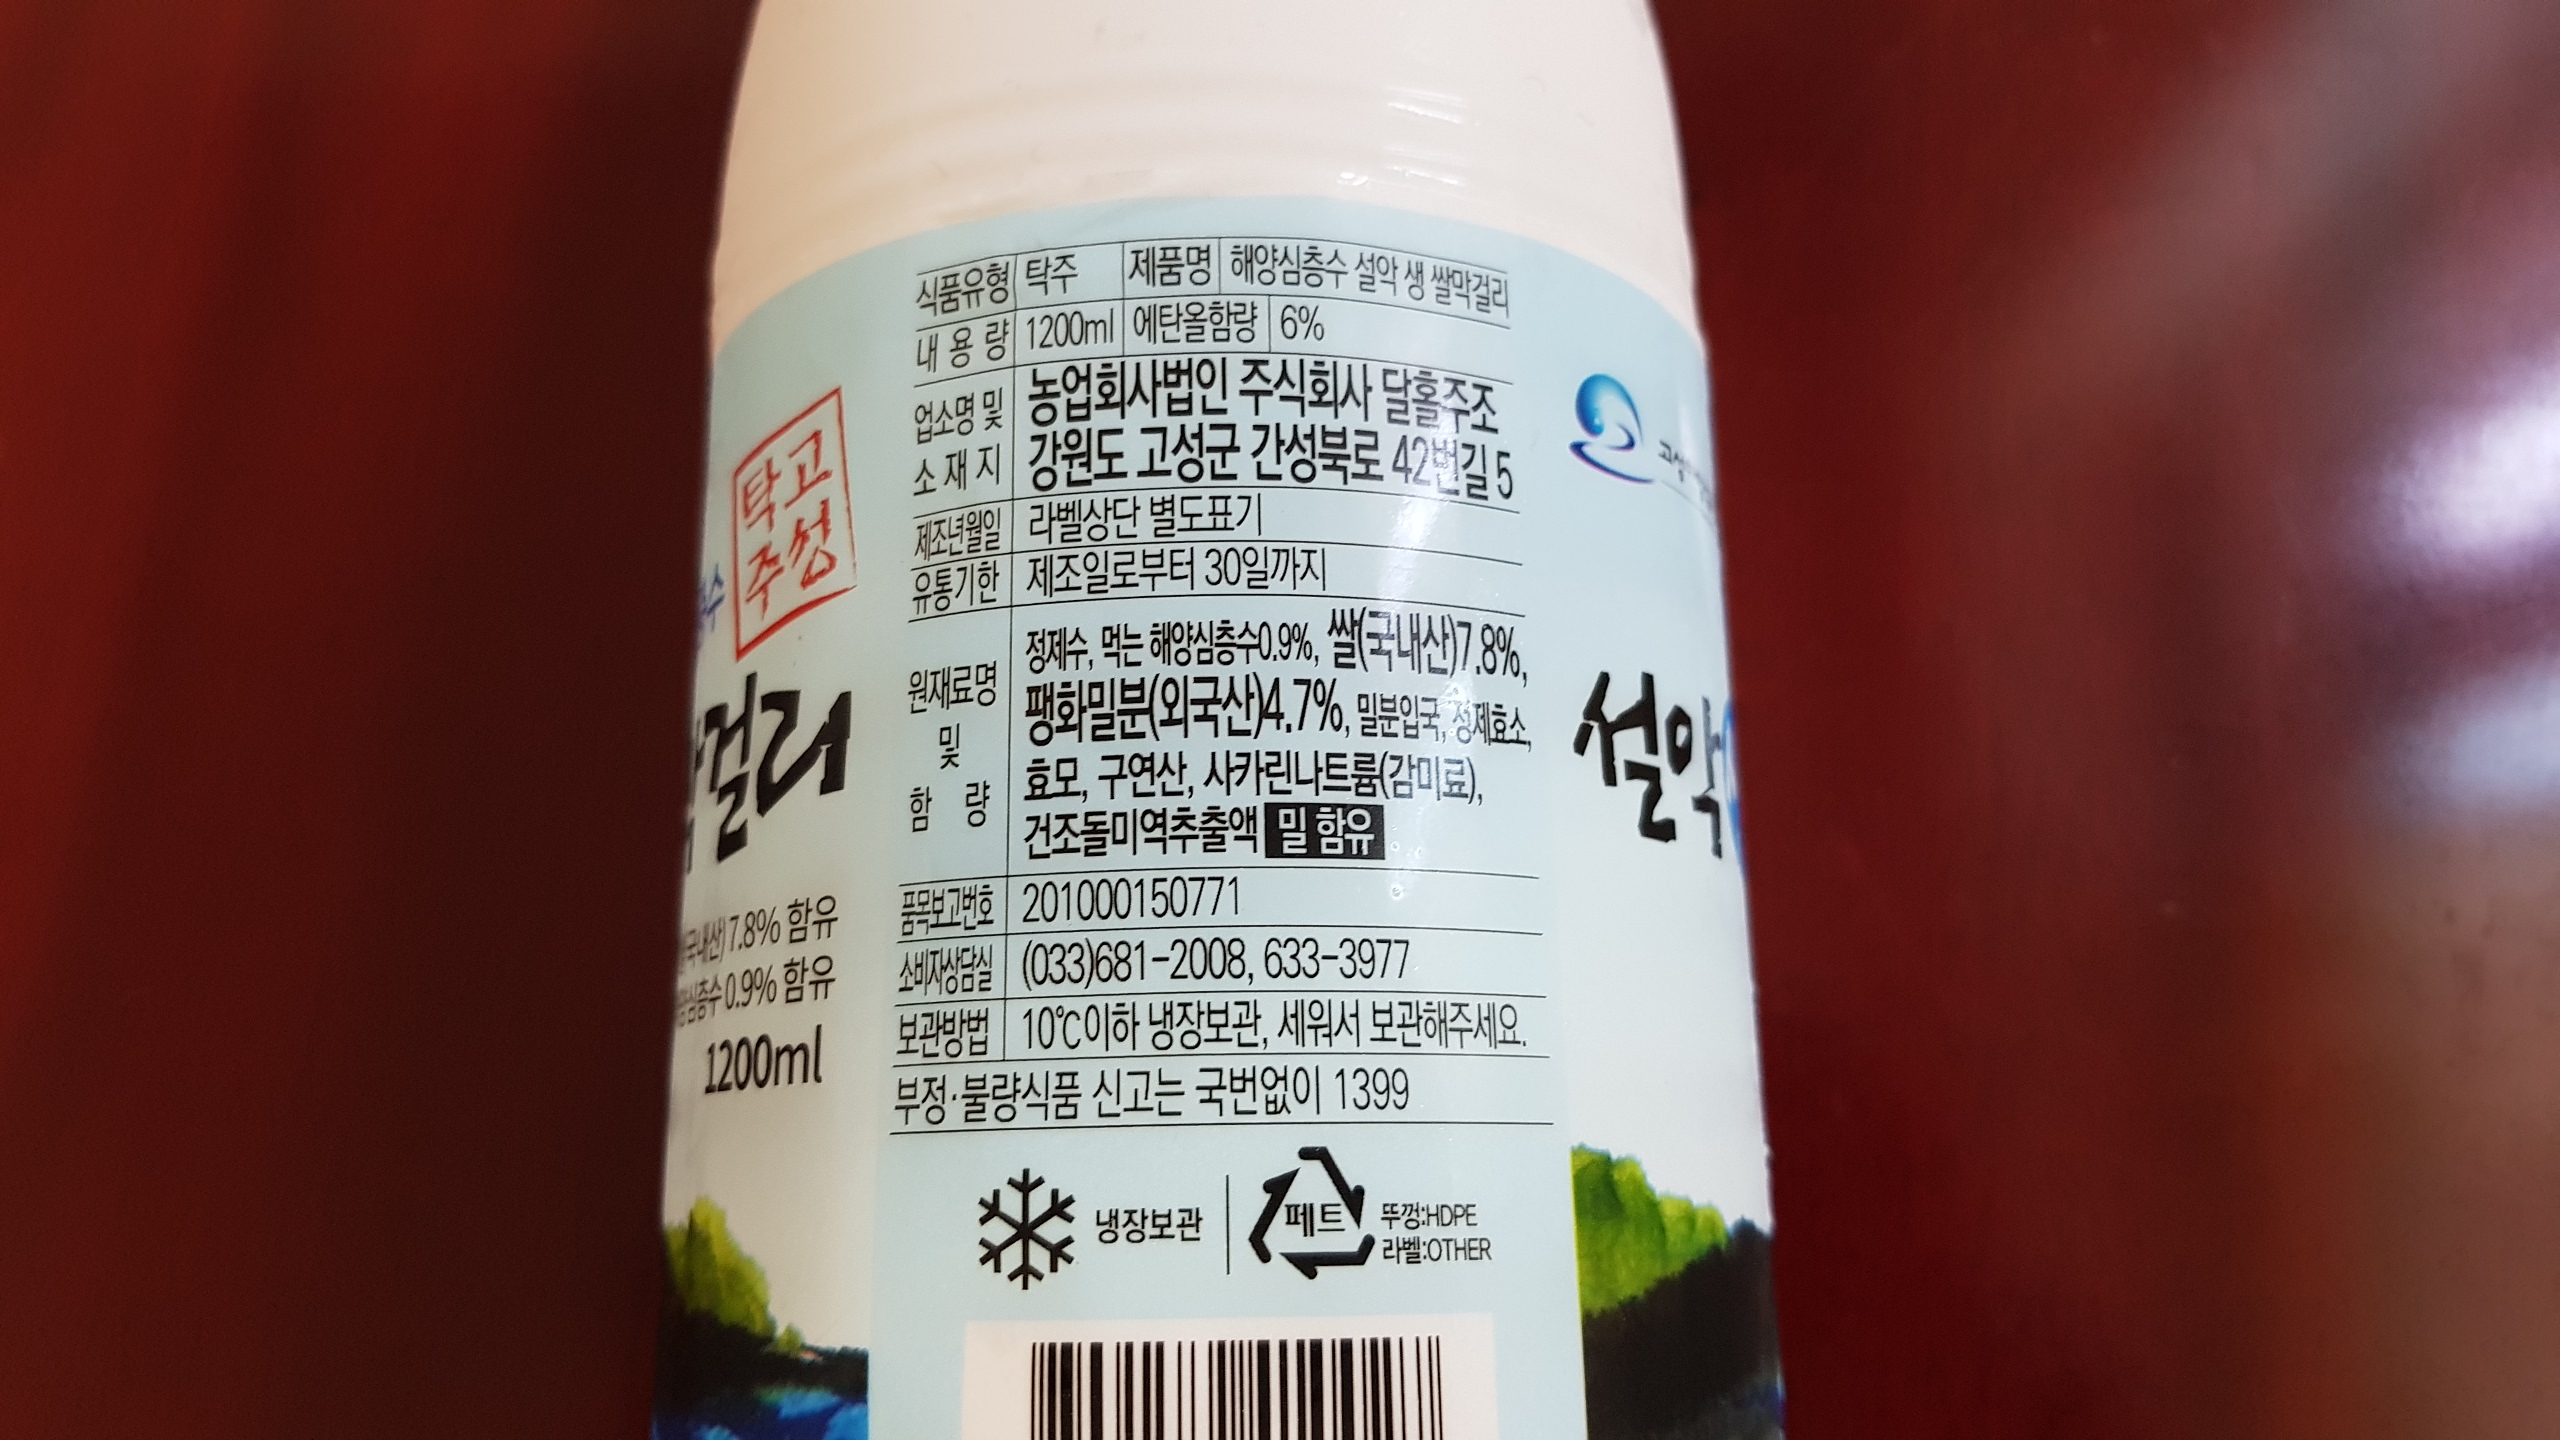 식품유형 탁주 제품명 해양심층수 설악 생 쌀막걸리
내용량 1200ml 에탄올함량 6%
업소명 및 소재지 농업회사법인 주식회사 달홀주조
강원도 고성군 간성북로 42번길 5
제조년월일 라벨상단 별도표기
유통기한 제조일로부터 30일까지
원재료명 및 함량
정제수, 먹는 해양심층수0.9%, 쌀(국내산)7.8%,
팽화밀분(외국산)4.7%, 밀분입국, 정제효소,
효모, 구연산, 사카린나트륨(감미료),
건조돌미역추출액 밀 함유
품목보고번호 201000150771
소비자상담실 (033)681-2008, 633-3977
보관방법 10℃이하 냉장보관, 세워서 보관해주세요.
부정·불량식품 신고는 국번없이 1399
냉장보관
페트
뚜껑:HDPE
라벨:OTHER
고성
탁주
걸리
(국내산)7.8% 함유
심층수 0.9% 함유
1200ml
설악